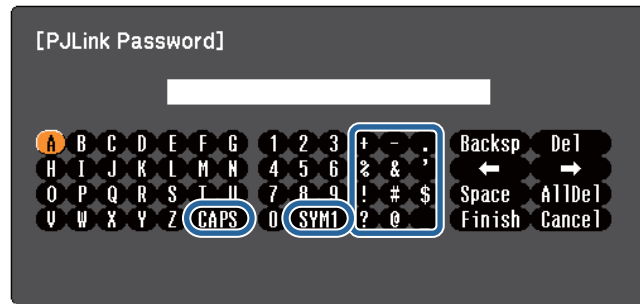 [PJLink Password]
A B C D E F G 1 2 3 + - . Backsp Del
H I J K L M N 4 5 6 % & ' ← →
O P Q R S T U 7 8 9 ! # $ Space AllDel
V W X Y Z CAPS 0 SYM1 ? @ Finish Cancel